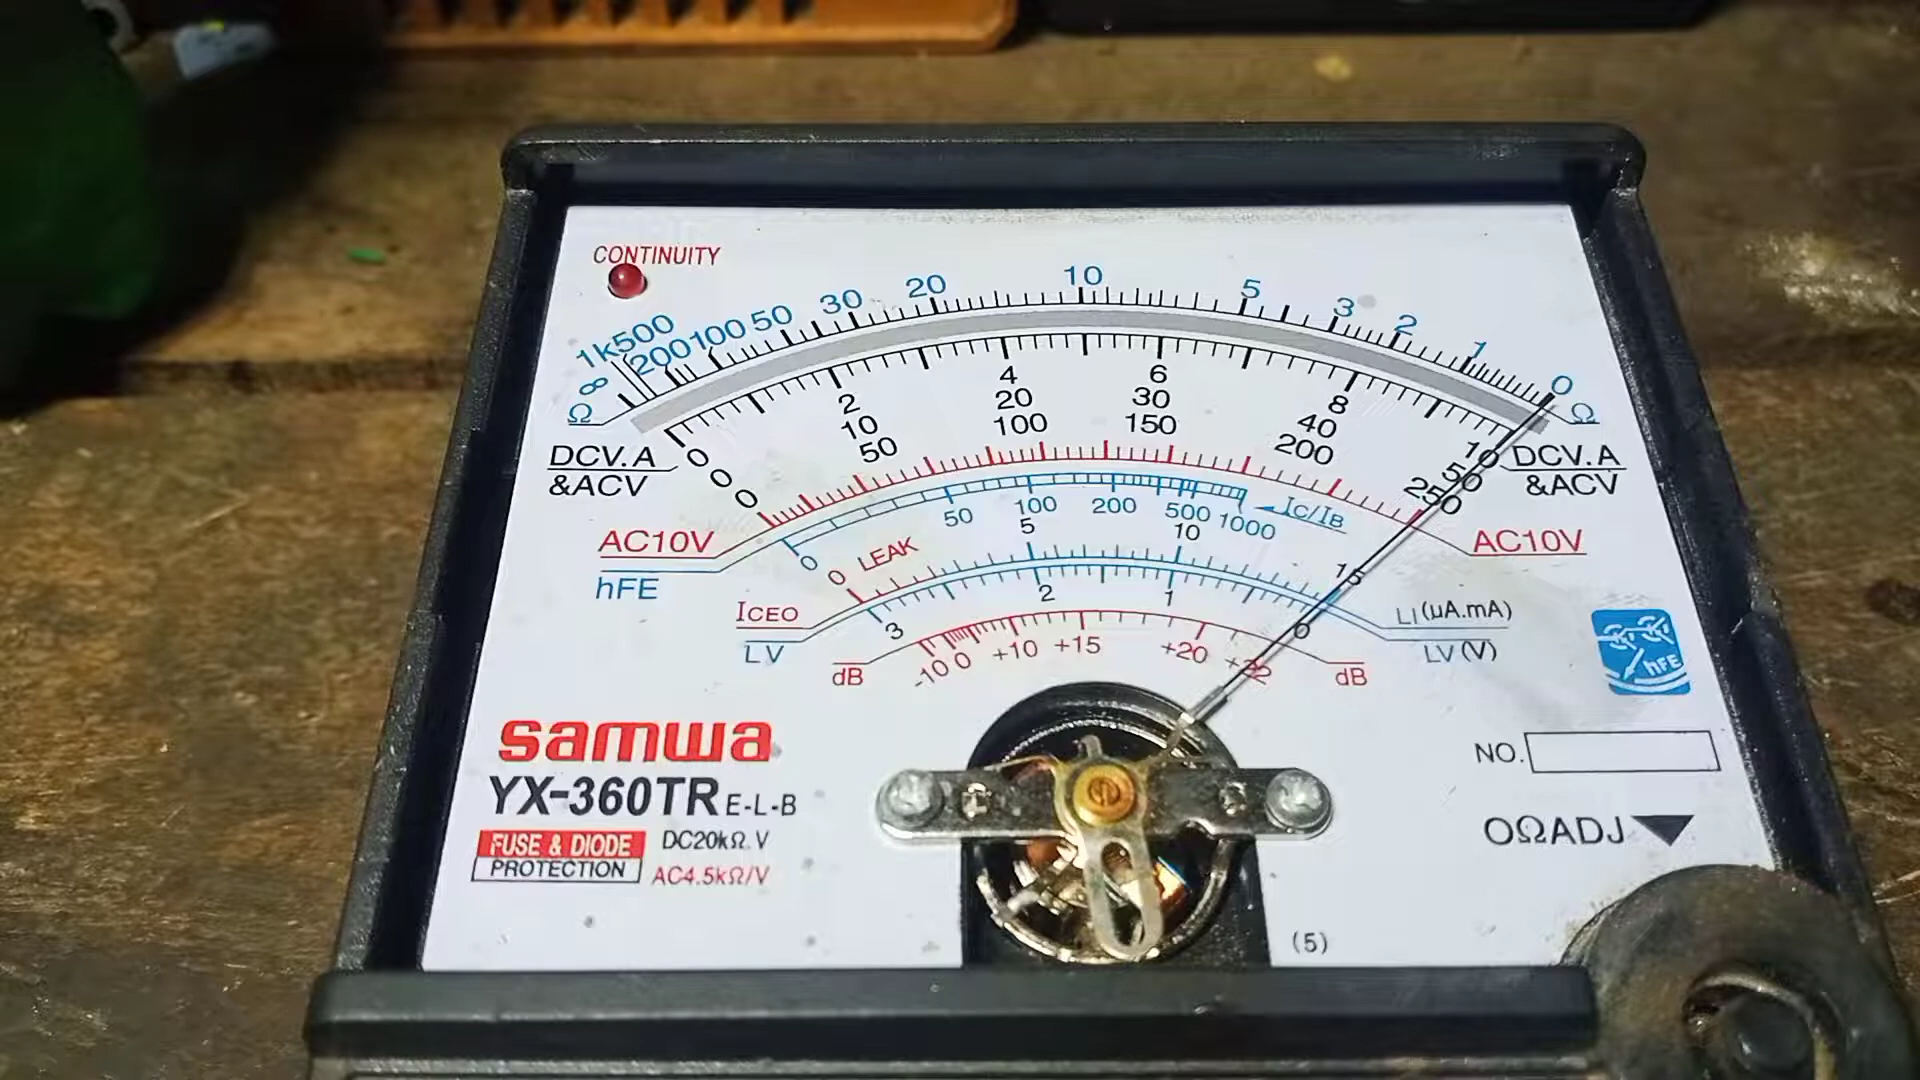 CONTINUITY
∞ 1k 500 200 100 50 30 20 10 5 3 2 1 0
Ω Ω
0 2 4 6 8 10
0 10 20 30 40 50
0 50 100 150 200 250
DCV.A DCV.A
&ACV &ACV
AC10V AC10V
hFE 0 50 100 200 500 1000 IC/IB
LEAK
0 5 10 15
ICEO LI(uA.mA)
3 2 1 0
LV LV(V)
dB -10 0 +10 +15 +20 +22 dB
hFE
samwa
YX-360TR E-L-B
FUSE & DIODE
PROTECTION
DC20kΩ.V
AC4.5kΩ/V
NO.
0ΩADJ
(5)